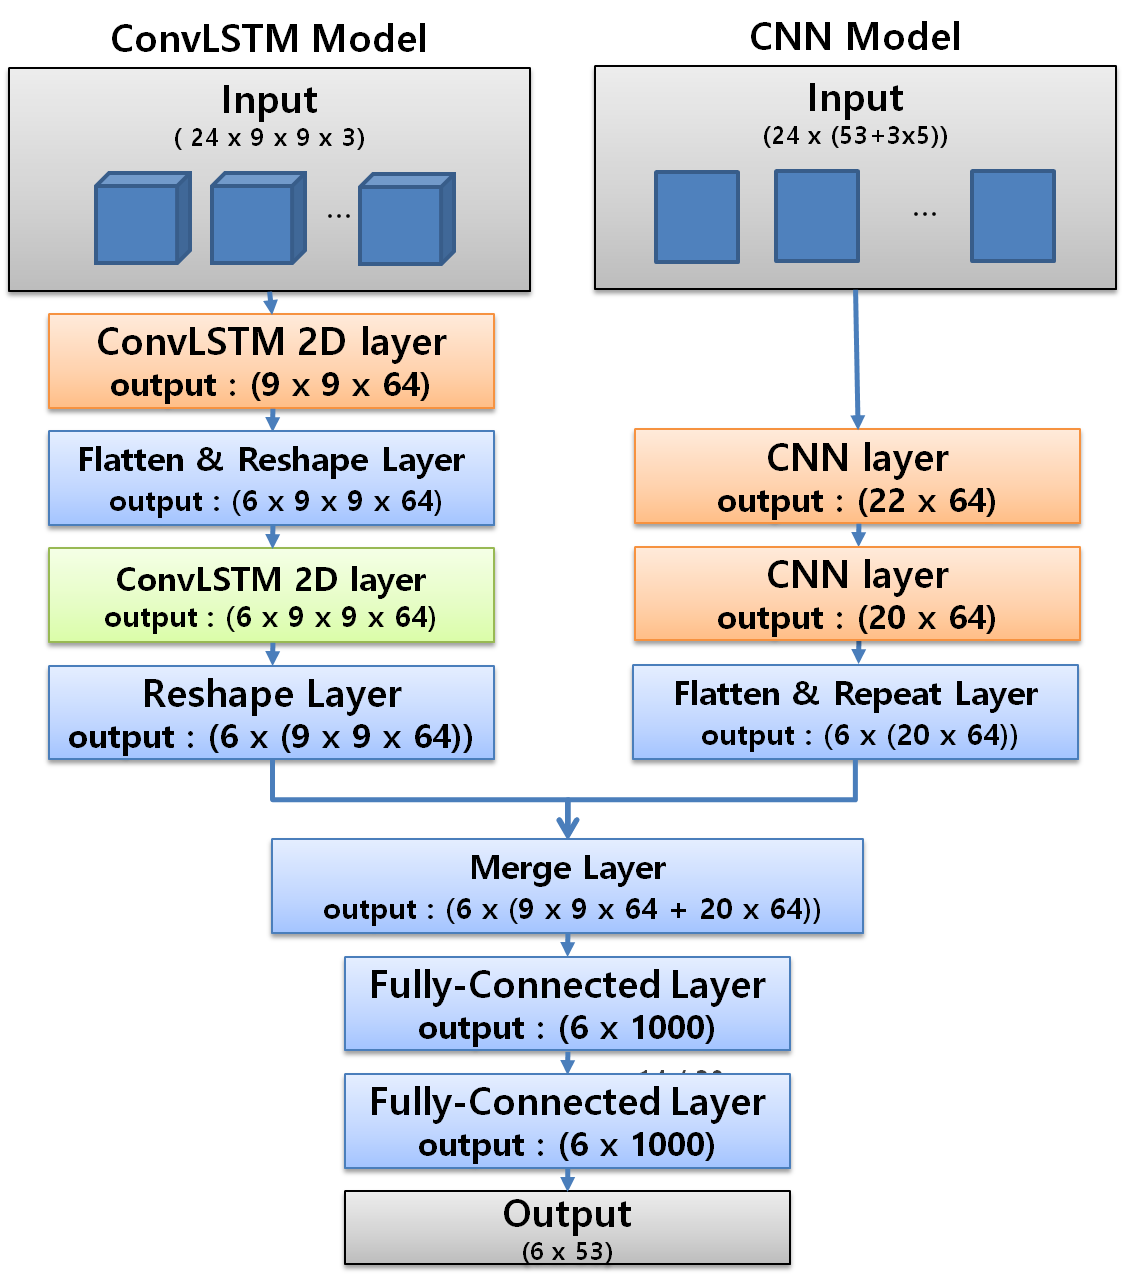 ConvLSTM Model
Input
( 24 x 9 x 9 x 3)
...
ConvLSTM 2D layer
output : (9 x 9 x 64)
Flatten & Reshape Layer
output : (6 x 9 x 9 x 64)
ConvLSTM 2D layer
output : (6 x 9 x 9 x 64)
Reshape Layer
output : (6 x (9 x 9 x 64))
CNN Model
Input
(24 x (53+3x5))
...
CNN layer
output : (22 x 64)
CNN layer
output : (20 x 64)
Flatten & Repeat Layer
output : (6 x (20 x 64))
Merge Layer
output : (6 x (9 x 9 x 64 + 20 x 64))
Fully-Connected Layer
output : (6 x 1000)
Fully-Connected Layer
output : (6 x 1000)
Output
(6 x 53)